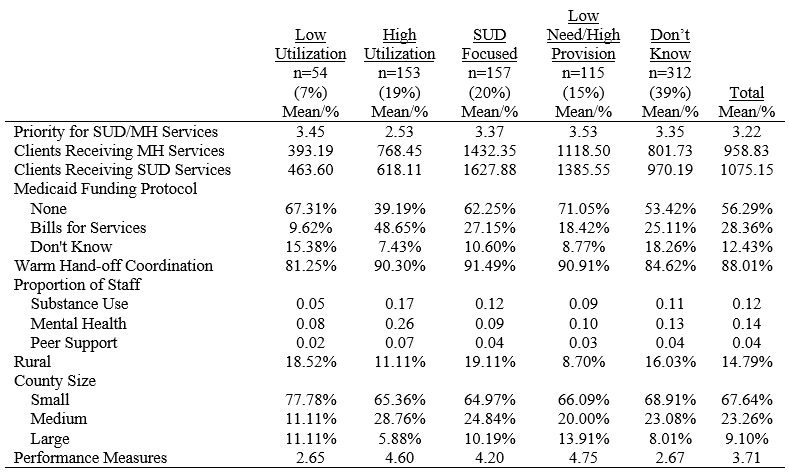 Low Utilization High Utilization SUD Focused Low Need/High Provision Don't Know
n=54 n=153 n=157 n=115 n=312
(7%) (19%) (20%) (15%) (39%) Total
Mean/% Mean/% Mean/% Mean/% Mean/% Mean/%
Priority for SUD/MH Services 3.45 2.53 3.37 3.53 3.35 3.22
Clients Receiving MH Services 393.19 768.45 1432.35 1118.50 801.73 958.83
Clients Receiving SUD Services 463.60 618.11 1627.88 1385.55 970.19 1075.15
Medicaid Funding Protocol
None 67.31% 39.19% 62.25% 71.05% 53.42% 56.29%
Bills for Services 9.62% 48.65% 27.15% 18.42% 25.11% 28.36%
Don't Know 15.38% 7.43% 10.60% 8.77% 18.26% 12.43%
Warm Hand-off Coordination 81.25% 90.30% 91.49% 90.91% 84.62% 88.01%
Proportion of Staff
Substance Use 0.05 0.17 0.12 0.09 0.11 0.12
Mental Health 0.08 0.26 0.09 0.10 0.13 0.14
Peer Support 0.02 0.07 0.04 0.03 0.04 0.04
Rural 18.52% 11.11% 19.11% 8.70% 16.03% 14.79%
County Size
Small 77.78% 65.36% 64.97% 66.09% 68.91% 67.64%
Medium 11.11% 28.76% 24.84% 20.00% 23.08% 23.26%
Large 11.11% 5.88% 10.19% 13.91% 8.01% 9.10%
Performance Measures 2.65 4.60 4.20 4.75 2.67 3.71